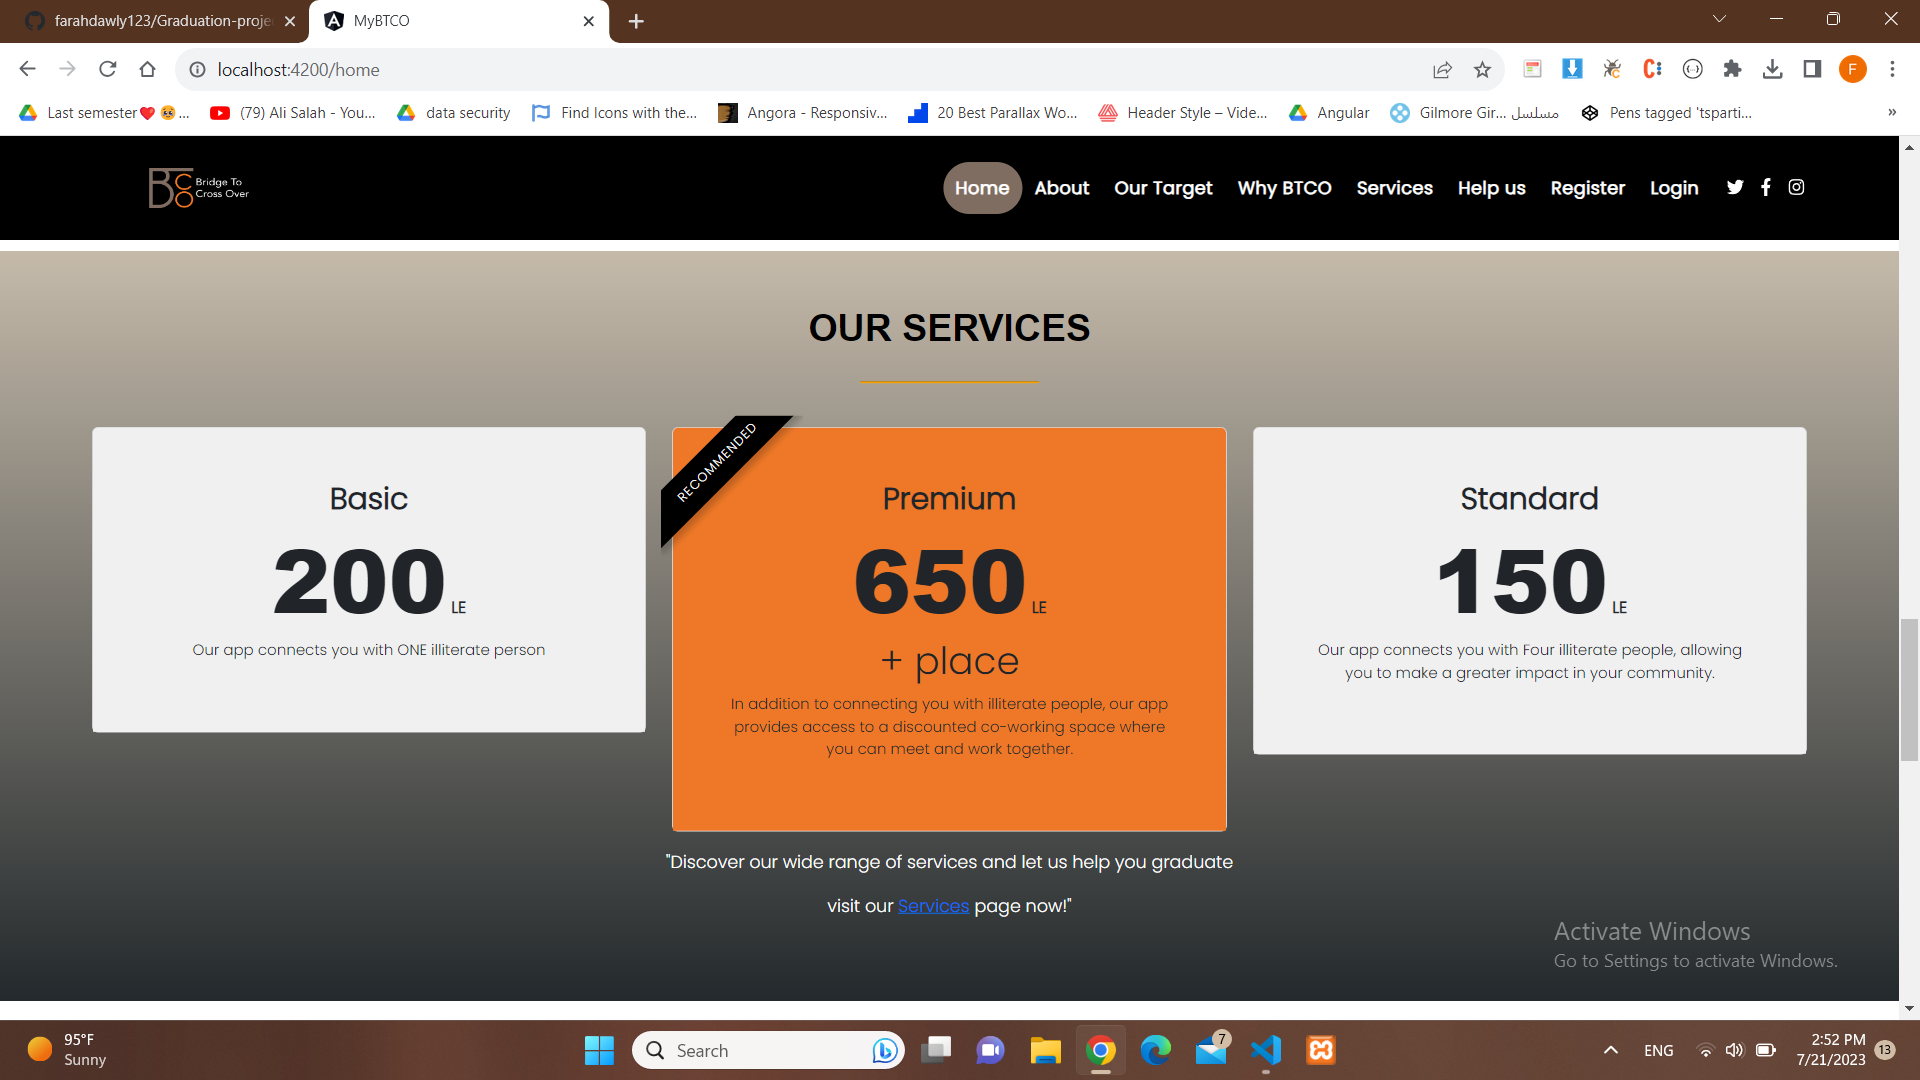 farahdawly123/Graduation-proje
MyBTCO
localhost:4200/home
F
Last semester❤️🥺...
(79) Ali Salah - You...
data security
Find Icons with the...
Angora - Responsiv...
20 Best Parallax Wo...
Header Style – Vide...
Angular
Gilmore Gir... مسلسل
Pens tagged 'tsparti...
»
BTCO
Bridge To
Cross Over
Home
About
Our Target
Why BTCO
Services
Help us
Register
Login
OUR SERVICES
Basic
200 LE
Our app connects you with ONE illiterate person
RECOMMENDED
Premium
650 LE
+ place
In addition to connecting you with illiterate people, our app
provides access to a discounted co-working space where
you can meet and work together.
Standard
150 LE
Our app connects you with Four illiterate people, allowing
you to make a greater impact in your community.
"Discover our wide range of services and let us help you graduate
visit our Services page now!"
Activate Windows
Go to Settings to activate Windows.
95°F
Sunny
Search
7
ENG
2:52 PM
7/21/2023
13